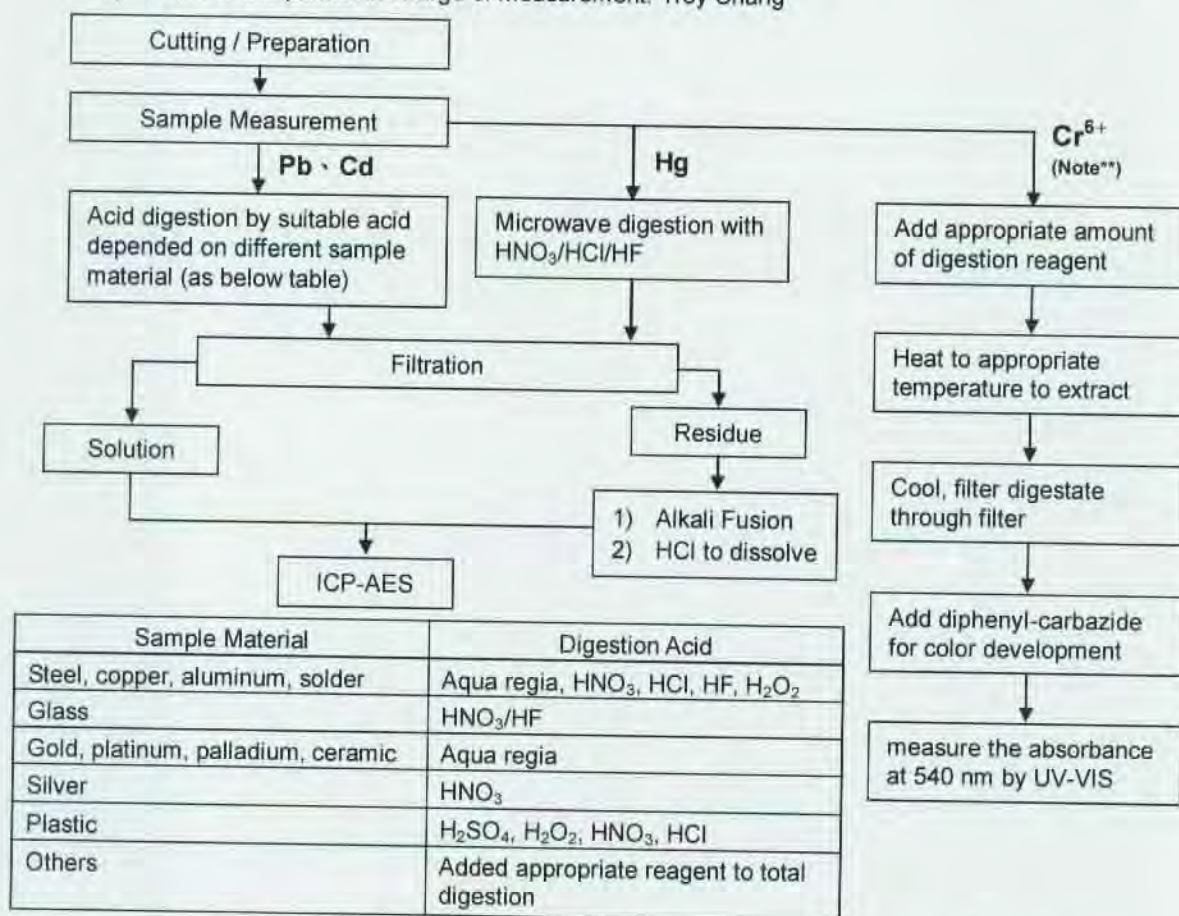 of measurement: Troy Chang
Cutting / Preparation
Sample Measurement
Pb、Cd
Hg
Cr⁶⁺
(Note**)
Acid digestion by suitable acid
depended on different sample
material (as below table)
Microwave digestion with
HNO₃/HCl/HF
Add appropriate amount
of digestion reagent
Filtration
Heat to appropriate
temperature to extract
Solution
Residue
Cool, filter digestate
through filter
1) Alkali Fusion
2) HCl to dissolve
ICP-AES
Add diphenyl-carbazide
for color development
measure the absorbance
at 540 nm by UV-VIS
Sample Material Digestion Acid
Steel, copper, aluminum, solder Aqua regia, HNO₃, HCl, HF, H₂O₂
Glass HNO₃/HF
Gold, platinum, palladium, ceramic Aqua regia
Silver HNO₃
Plastic H₂SO₄, H₂O₂, HNO₃, HCl
Others Added appropriate reagent to total
digestion